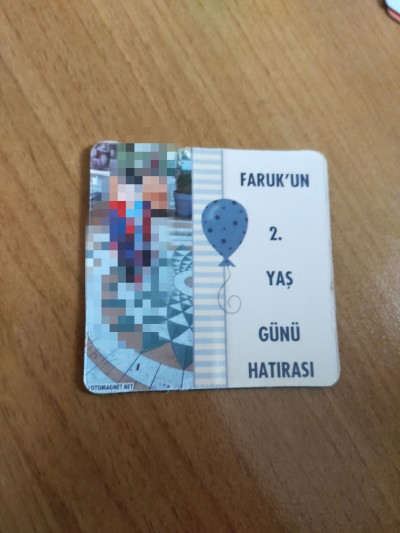 FARUK'UN
2.
YAŞ
GÜNÜ
HATIRASI
OTOMAGNET.NET